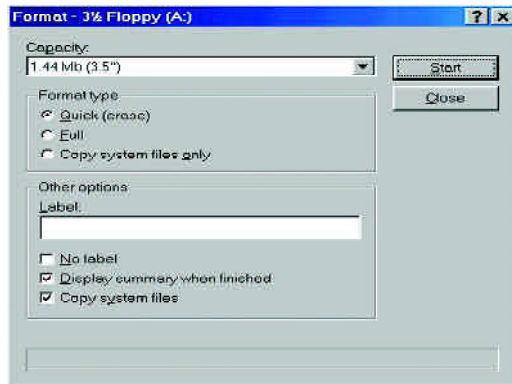 Format - 3½ Floppy (A:)
Capacity:
1.44 Mb (3.5")
Start
Close
Format type
Quick (erase)
Full
Copy system files only
Other options
Label:
No label
Display summary when finished
Copy system files